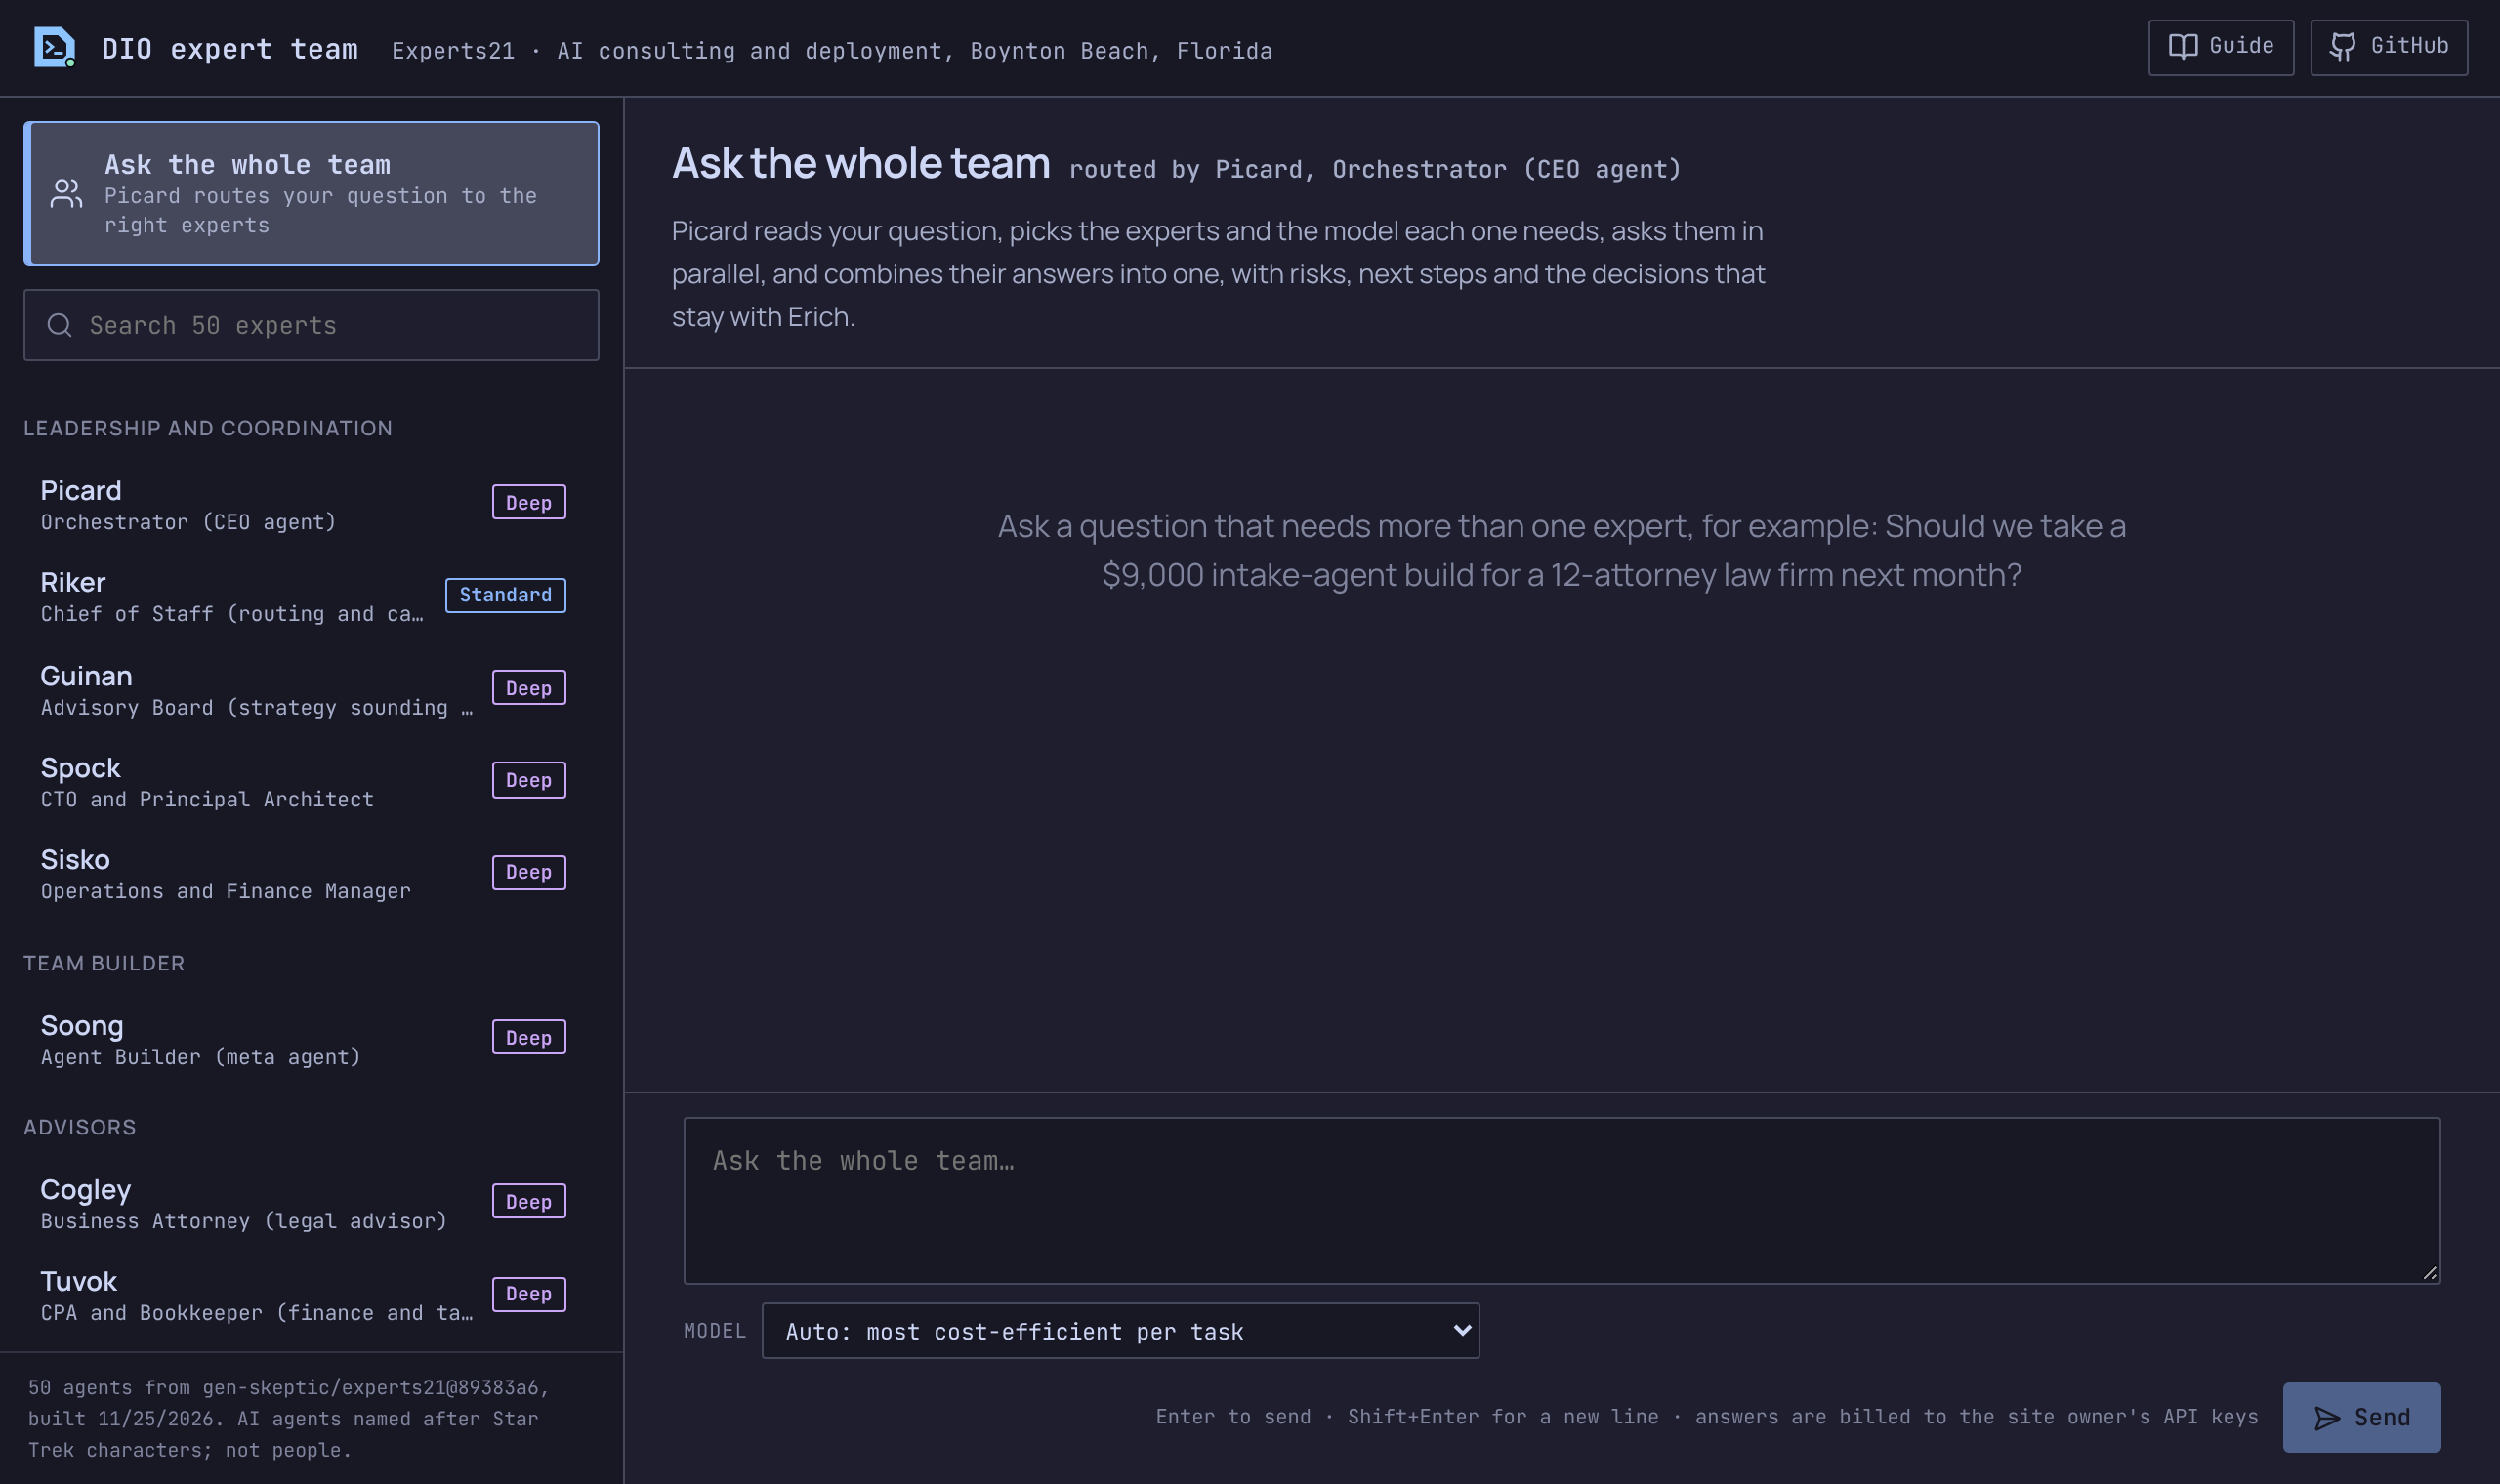 DIO expert team
Experts21 · AI consulting and deployment, Boynton Beach, Florida
Guide
GitHub
Ask the whole team
Picard routes your question to the
right experts
Search 50 experts
LEADERSHIP AND COORDINATION
Picard
Orchestrator (CEO agent)
Deep
Riker
Chief of Staff (routing and ca…
Standard
Guinan
Advisory Board (strategy sounding …
Deep
Spock
CTO and Principal Architect
Deep
Sisko
Operations and Finance Manager
Deep
TEAM BUILDER
Soong
Agent Builder (meta agent)
Deep
ADVISORS
Cogley
Business Attorney (legal advisor)
Deep
Tuvok
CPA and Bookkeeper (finance and ta…
Deep
50 agents from gen-skeptic/experts21@89383a6,
built 11/25/2026. AI agents named after Star
Trek characters; not people.
Ask the whole team routed by Picard, Orchestrator (CEO agent)
Picard reads your question, picks the experts and the model each one needs, asks them in
parallel, and combines their answers into one, with risks, next steps and the decisions that
stay with Erich.
Ask a question that needs more than one expert, for example: Should we take a
$9,000 intake-agent build for a 12-attorney law firm next month?
Ask the whole team…
MODEL
Auto: most cost-efficient per task
Enter to send · Shift+Enter for a new line · answers are billed to the site owner's API keys
Send